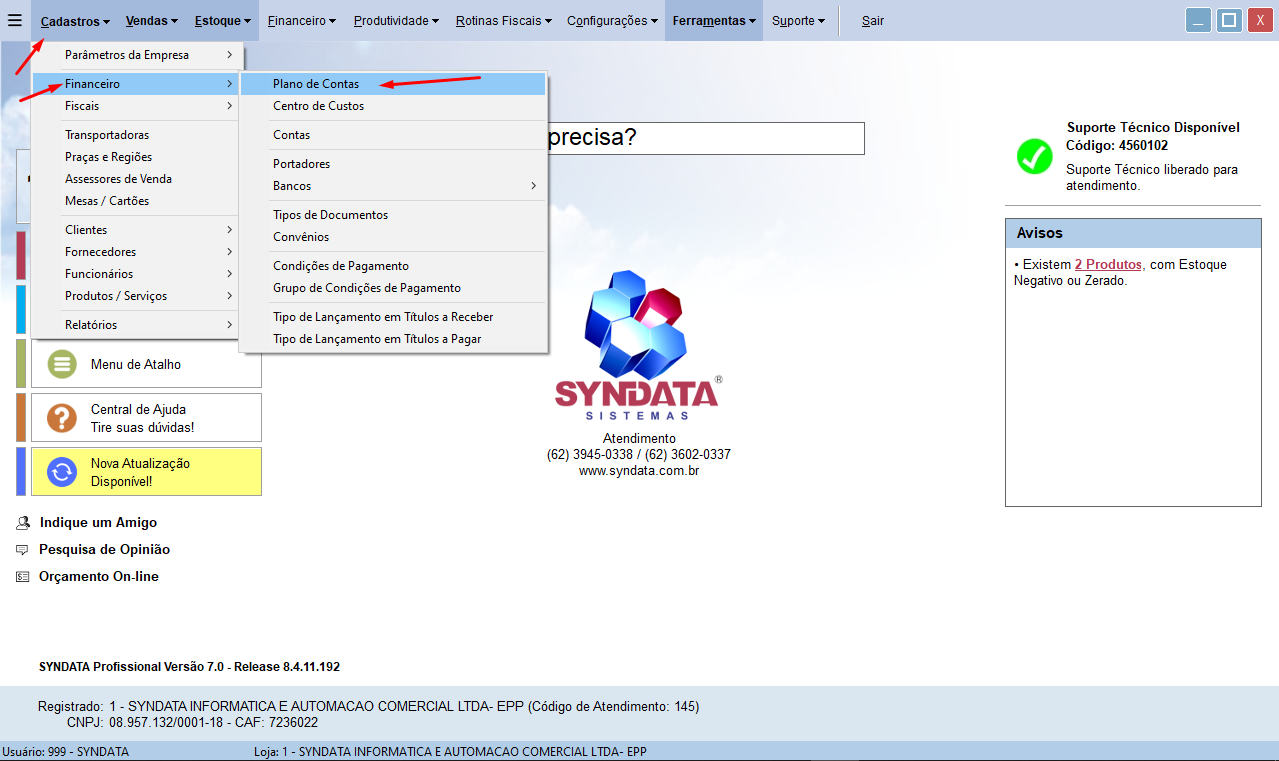 Cadastros Vendas Estoque Financeiro Produtividade Rotinas Fiscais Configurações Ferramentas Suporte Sair
X
Parâmetros da Empresa
Financeiro
Fiscais
Transportadoras
Praças e Regiões
Assessores de Venda
Mesas / Cartões
Clientes
Fornecedores
Funcionários
Produtos / Serviços
Relatórios
Plano de Contas
Centro de Custos
Contas
Portadores
Bancos
Tipos de Documentos
Convênios
Condições de Pagamento
Grupo de Condições de Pagamento
Tipo de Lançamento em Títulos a Receber
Tipo de Lançamento em Títulos a Pagar
precisa?
Suporte Técnico Disponível
Código: 4560102
Suporte Técnico liberado para
atendimento.
Avisos
• Existem 2 Produtos, com Estoque
Negativo ou Zerado.
Menu de Atalho
Central de Ajuda
Tire suas dúvidas!
Nova Atualização
Disponível!
SYNDATA®
SISTEMAS
Atendimento
(62) 3945-0338 / (62) 3602-0337
www.syndata.com.br
Indique um Amigo
Pesquisa de Opinião
Orçamento On-line
SYNDATA Profissional Versão 7.0 - Release 8.4.11.192
Registrado: 1 - SYNDATA INFORMATICA E AUTOMACAO COMERCIAL LTDA- EPP (Código de Atendimento: 145)
CNPJ: 08.957.132/0001-18 - CAF: 7236022
Usuário: 999 - SYNDATA Loja: 1 - SYNDATA INFORMATICA E AUTOMACAO COMERCIAL LTDA- EPP